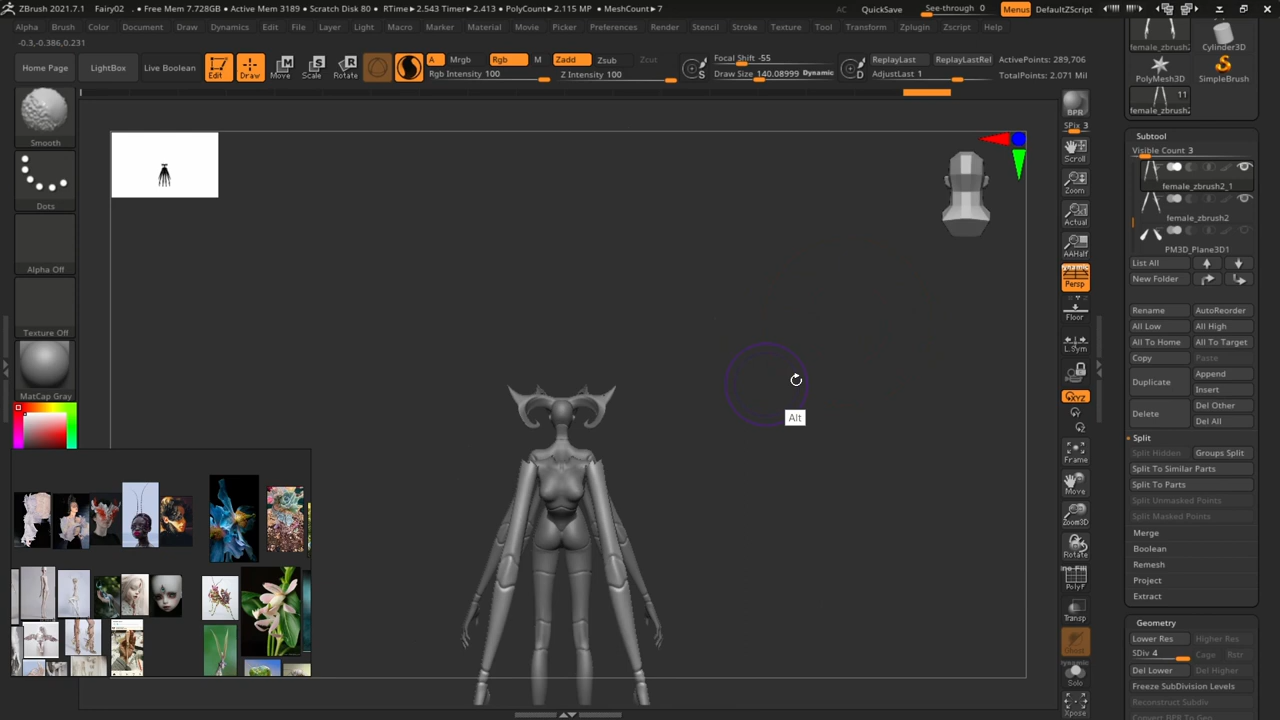 ZBrush 2021.7.1 Fairy02 • Free Mem 7.728GB • Active Mem 3189 • Scratch Disk 80 • RTime▸2.543 Timer▸2.413 • PolyCount▸2.115 MP • MeshCount▸7 AC QuickSave See-through 0 Menus DefaultZScript
Alpha Brush Color Document Draw Dynamics Edit File Layer Light Macro Marker Material Movie Picker Preferences Render Stencil Stroke Texture Tool Transform Zplugin Zscript Help
-0.3,-0.386,0.231
Home Page LightBox Live Boolean Edit Draw Move Scale Rotate
A Mrgb Rgb M Zadd Zsub Zcut
Rgb Intensity 100 Z Intensity 100
Focal Shift -55
Draw Size 140.08999 Dynamic
S D
ReplayLast ReplayLastRel
AdjustLast 1
ActivePoints: 289,706
TotalPoints: 2.071 Mil
Smooth
Dots
Alpha Off
Texture Off
MatCap Gray
Alt
BPR
SPix 3
Scroll
Zoom
Actual
AAHalf
Dynamic
Persp
Floor
L.Sym
XYZ
Y
Z
Frame
Move
Zoom3D
Rotate
PolyF
Transp
Ghost
Dynamic
Solo
Xpose
female_zbrush2 Cylinder3D
PolyMesh3D SimpleBrush
11
female_zbrush2
Subtool
Visible Count 3
female_zbrush2_1
female_zbrush2
PM3D_Plane3D1
List All
New Folder
Rename AutoReorder
All Low All High
All To Home All To Target
Copy Paste
Duplicate Append
Insert
Delete Del Other
Del All
Split
Split Hidden Groups Split
Split To Similar Parts
Split To Parts
Split Unmasked Points
Split Masked Points
Merge
Boolean
Remesh
Project
Extract
Geometry
Lower Res Higher Res
SDiv 4 Cage Rstr
Del Lower Del Higher
Freeze SubDivision Levels
Reconstruct Subdiv
Convert BPR To Geo